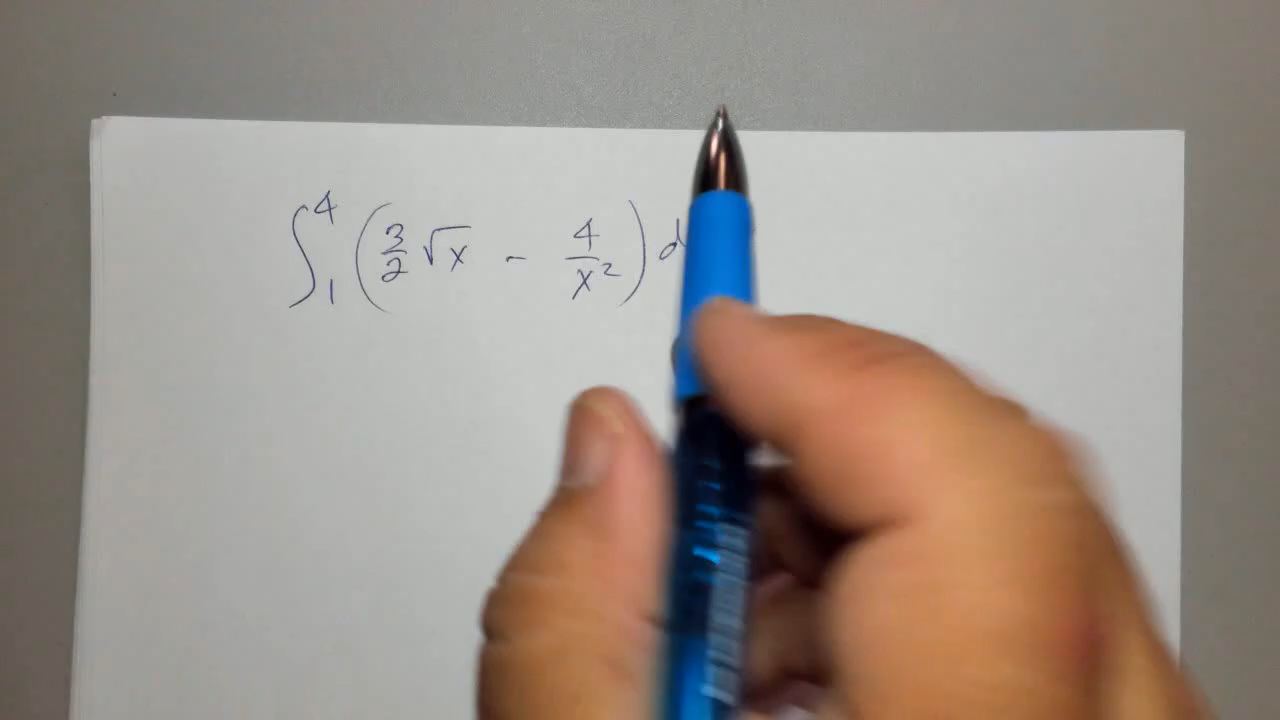 ∫₁⁴ (3/2 √x - 4/x²) d